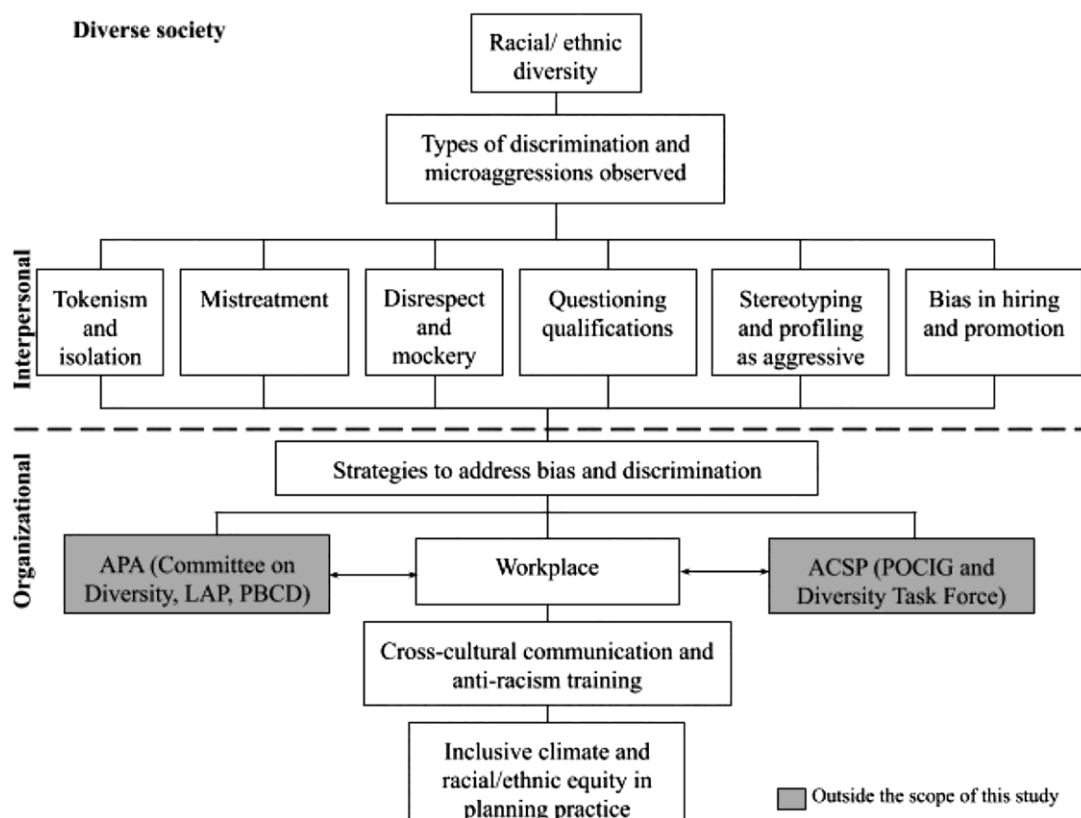 Diverse society
Racial/ ethnic
diversity
Types of discrimination and
microaggressions observed
Interpersonal
Tokenism
and
isolation
Mistreatment
Disrespect
and
mockery
Questioning
qualifications
Stereotyping
and profiling
as aggressive
Bias in hiring
and promotion
Organizational
Strategies to address bias and discrimination
APA (Committee on
Diversity, LAP, PBCD)
Workplace
ACSP (POCIG and
Diversity Task Force)
Cross-cultural communication and
anti-racism training
Inclusive climate and
racial/ethnic equity in
planning practice
Outside the scope of this study